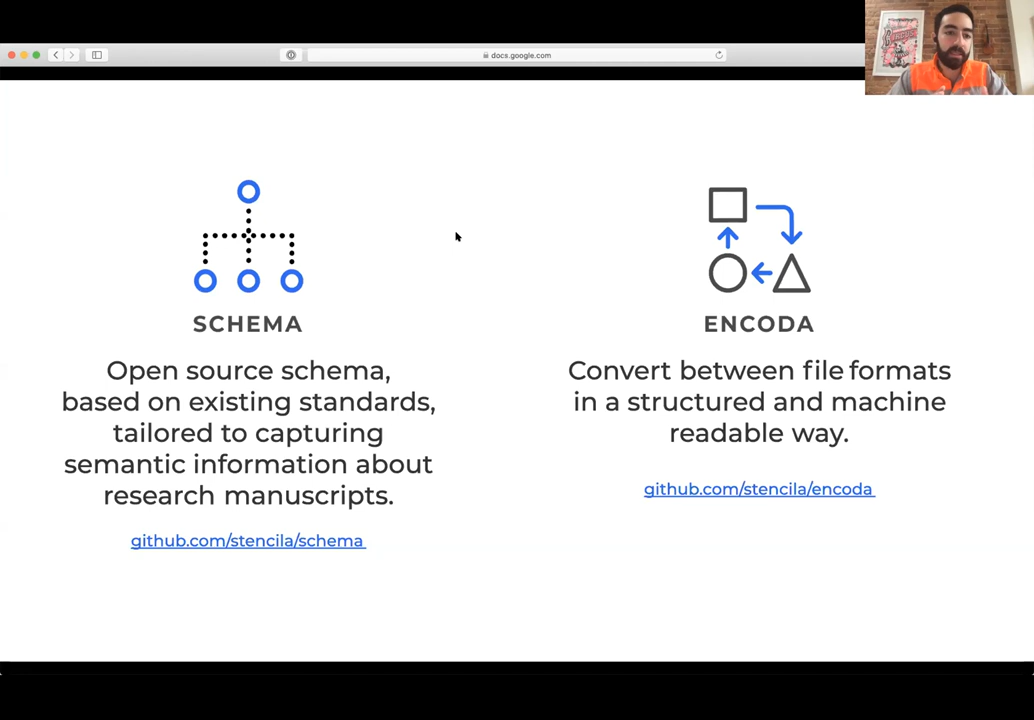 docs.google.com
SCHEMA
Open source schema,
based on existing standards,
tailored to capturing
semantic information about
research manuscripts.
github.com/stencila/schema
ENCODA
Convert between file formats
in a structured and machine
readable way.
github.com/stencila/encoda